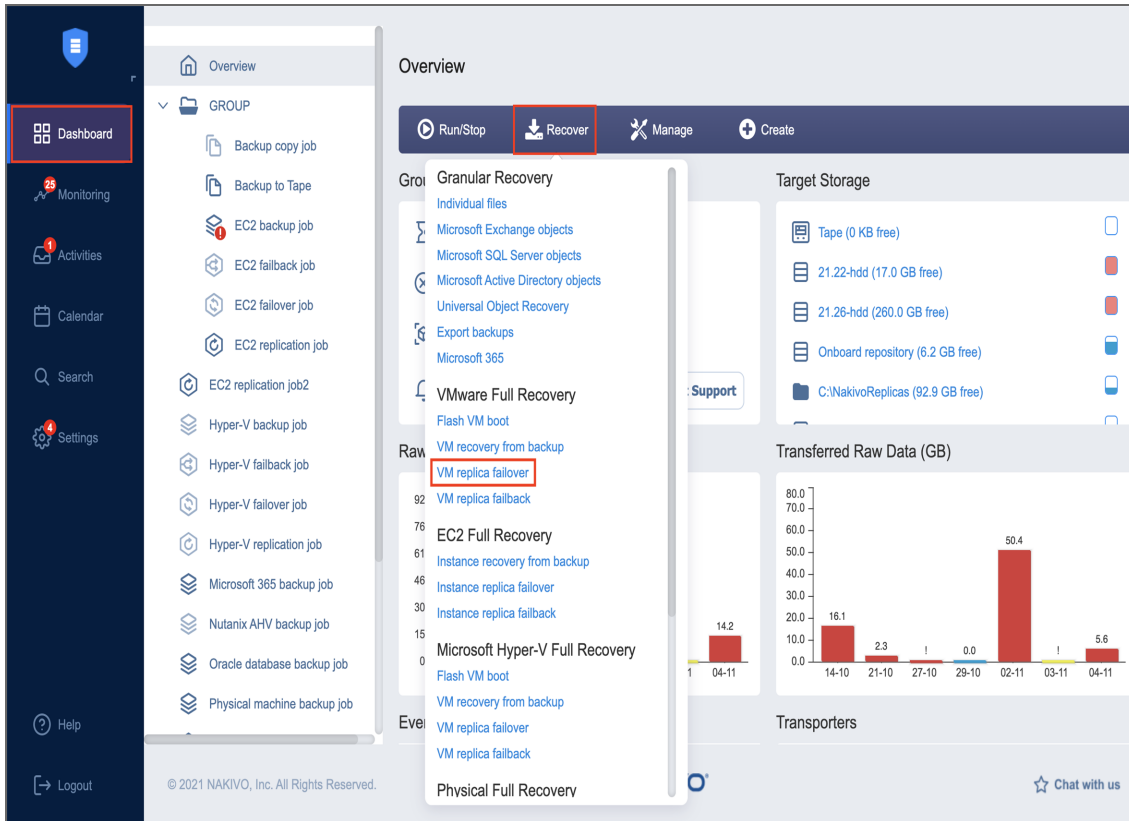 Dashboard
25
Monitoring
1
Activities
Calendar
Search
4
Settings
Help
Logout
Overview
GROUP
Backup copy job
Backup to Tape
EC2 backup job
EC2 failback job
EC2 failover job
EC2 replication job
EC2 replication job2
Hyper-V backup job
Hyper-V failback job
Hyper-V failover job
Hyper-V replication job
Microsoft 365 backup job
Nutanix AHV backup job
Oracle database backup job
Physical machine backup job
Overview
Run/Stop
Recover
Manage
Create
Granular Recovery
Individual files
Microsoft Exchange objects
Microsoft SQL Server objects
Microsoft Active Directory objects
Universal Object Recovery
Export backups
Microsoft 365
VMware Full Recovery
Flash VM boot
VM recovery from backup
VM replica failover
VM replica failback
EC2 Full Recovery
Instance recovery from backup
Instance replica failover
Instance replica failback
Microsoft Hyper-V Full Recovery
Flash VM boot
VM recovery from backup
VM replica failover
VM replica failback
Physical Full Recovery
Support
Raw
14.2
04-11
Target Storage
Tape (0 KB free)
21.22-hdd (17.0 GB free)
21.26-hdd (260.0 GB free)
Onboard repository (6.2 GB free)
C:\NakivoReplicas (92.9 GB free)
Transferred Raw Data (GB)
80.0
70.0
60.0
50.0
40.0
30.0
20.0
10.0
0.0
16.1
2.3
!
0.0
50.4
!
5.6
14-10 21-10 27-10 29-10 02-11 03-11 04-11
Transporters
© 2021 NAKIVO, Inc. All Rights Reserved.
Chat with us